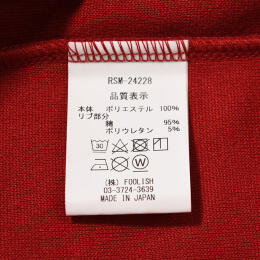 RSM-24228
品質表示
本体 ポリエステル 100%
リブ部分
綿 95%
ポリウレタン 5%
30
W
(株) FOOLISH
03-3724-3639
MADE IN JAPAN